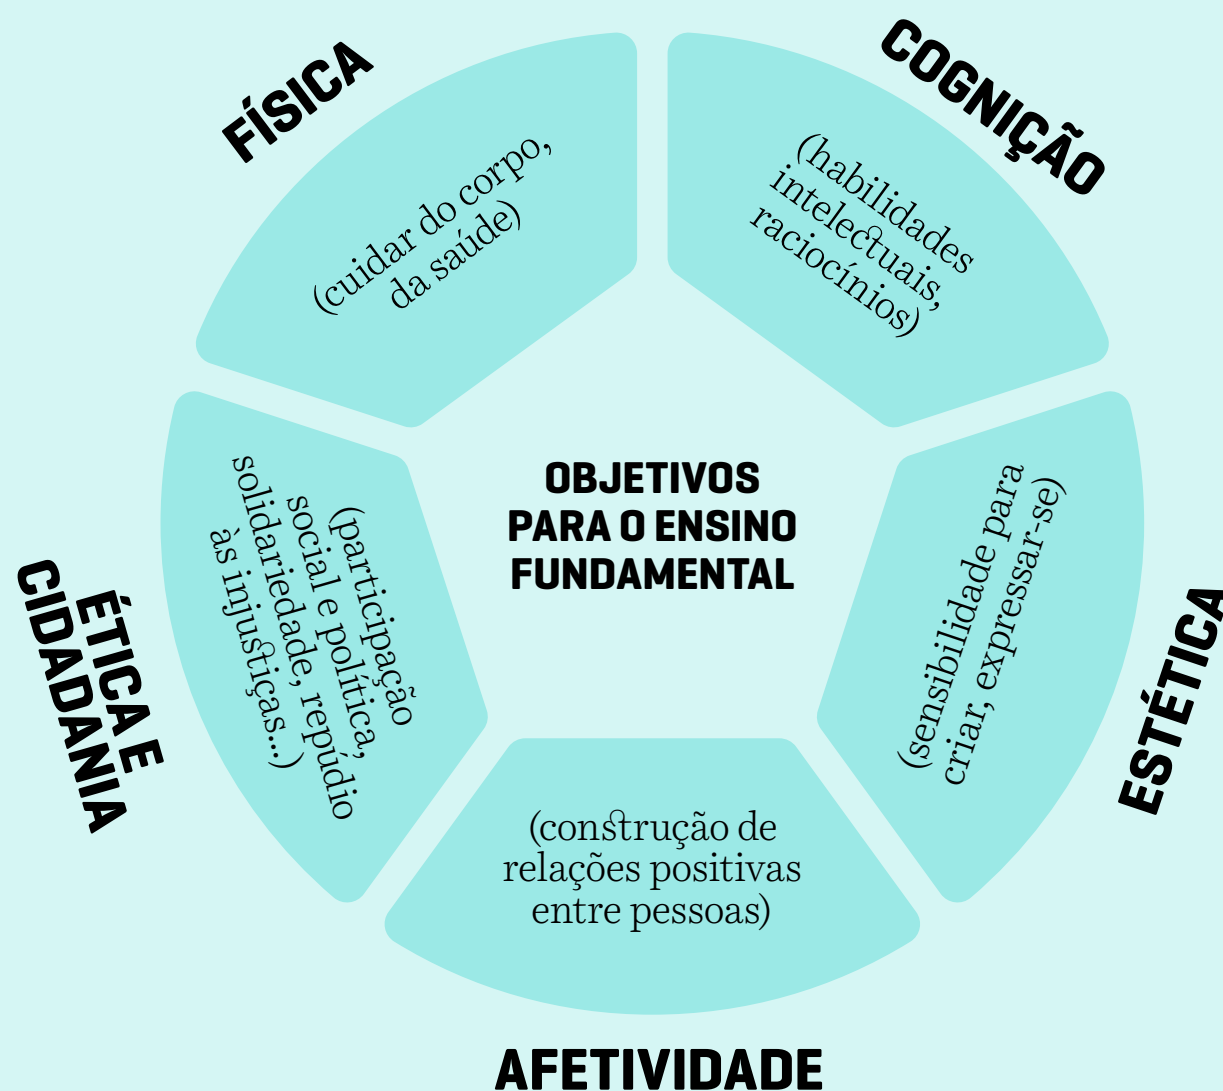 OBJETIVOS
PARA O ENSINO
FUNDAMENTAL
FÍSICA
(cuidar do corpo,
da saúde)
COGNIÇÃO
(habilidades
intelectuais,
raciocínios)
ESTÉTICA
(sensibilidade para
criar, expressar-se)
AFETIVIDADE
(construção de
relações positivas
entre pessoas)
ÉTICA E
CIDADANIA
(participação
social e política,
solidariedade, repúdio
às injustiças...)